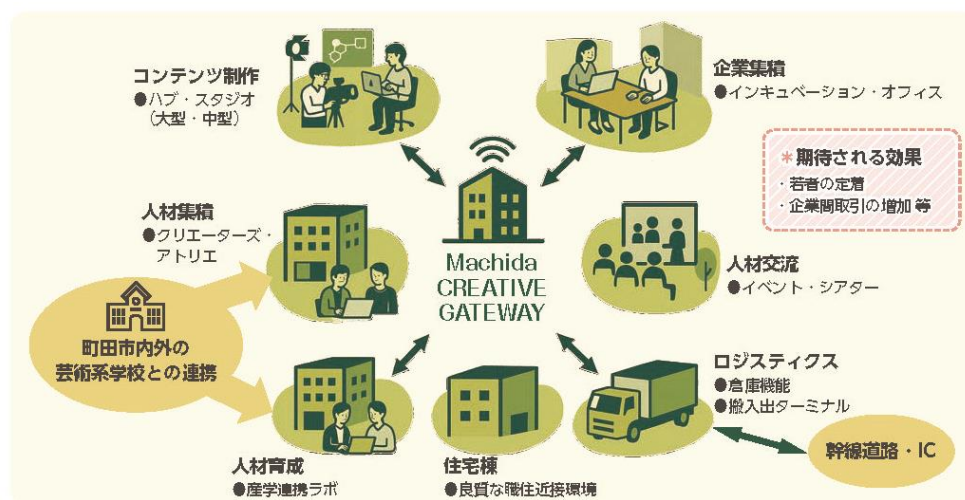 コンテンツ制作
●ハブ・スタジオ
（大型・中型）
企業集積
●インキュベーション・オフィス
＊期待される効果
・若者の定着
・企業間取引の増加 等
人材集積
●クリエーターズ・
アトリエ
Machida
CREATIVE
GATEWAY
人材交流
●イベント・シアター
町田市内外の
芸術系学校との連携
ロジスティクス
●倉庫機能
●搬入出ターミナル
幹線道路・IC
人材育成
●産学連携ラボ
住宅棟
●良質な職住近接環境